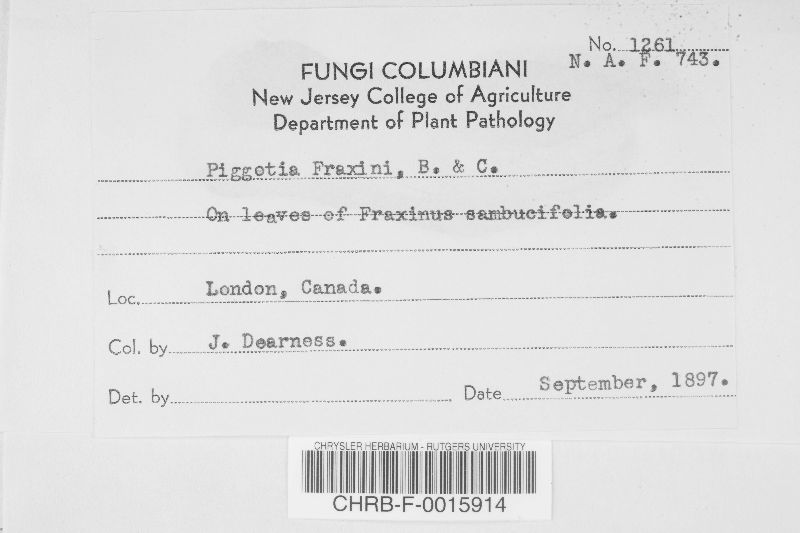 No. 1261
N. A. F. 743.
FUNGI COLUMBIANI
New Jersey College of Agriculture
Department of Plant Pathology
Piggotia Fraxini, B. & C.
On leaves of Fraxinus sambucifolia.
Loc. London, Canada.
Col. by J. Dearness.
Det. by Date September, 1897.
CHRYSLER HERBARIUM - RUTGERS UNIVERSITY
CHRB-F-0015914